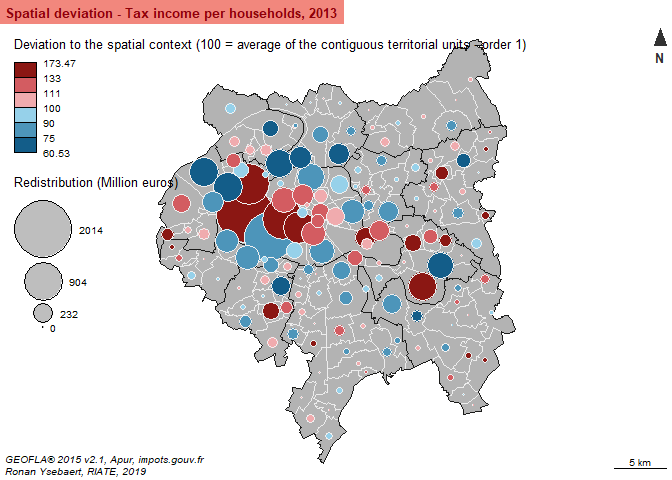 Spatial deviation - Tax income per households, 2013
Deviation to the spatial context (100 = average of the contiguous territorial units - order 1)
173.47
133
111
100
90
75
60.53
N
Redistribution (Million euros)
2014
904
232
0
GEOFLA® 2015 v2.1, Apur, impots.gouv.fr
Ronan Ysebaert, RIATE, 2019
5 km